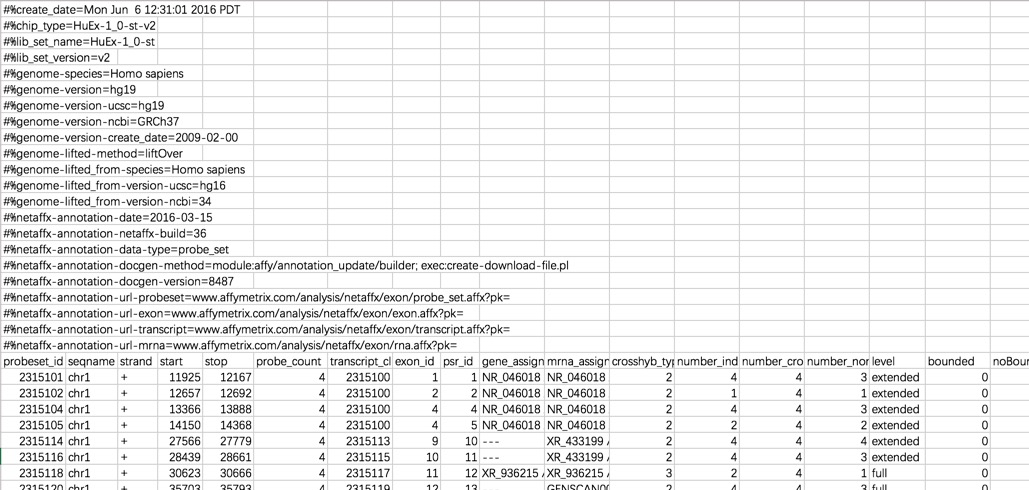 #%create_date=Mon Jun  6 12:31:01 2016 PDT
#%chip_type=HuEx-1_0-st-v2
#%lib_set_name=HuEx-1_0-st
#%lib_set_version=v2
#%genome-species=Homo sapiens
#%genome-version=hg19
#%genome-version-ucsc=hg19
#%genome-version-ncbi=GRCh37
#%genome-version-create_date=2009-02-00
#%genome-lifted-method=liftOver
#%genome-lifted_from-species=Homo sapiens
#%genome-lifted_from-version-ucsc=hg16
#%genome-lifted_from-version-ncbi=34
#%netaffx-annotation-date=2016-03-15
#%netaffx-annotation-netaffx-build=36
#%netaffx-annotation-data-type=probe_set
#%netaffx-annotation-docgen-method=module:affy/annotation_update/builder; exec:create-download-file.pl
#%netaffx-annotation-docgen-version=8487
#%netaffx-annotation-url-probeset=www.affymetrix.com/analysis/netaffx/exon/probe_set.affx?pk=
#%netaffx-annotation-url-exon=www.affymetrix.com/analysis/netaffx/exon/exon.affx?pk=
#%netaffx-annotation-url-transcript=www.affymetrix.com/analysis/netaffx/exon/transcript.affx?pk=
#%netaffx-annotation-url-mrna=www.affymetrix.com/analysis/netaffx/exon/rna.affx?pk=
probeset_id seqname strand start stop probe_count transcript_cl exon_id psr_id gene_assign mrna_assign crosshyb_typ number_ind number_cro number_nor level bounded noBour
2315101 chr1 + 11925 12167 4 2315100 1 1 NR_046018 NR_046018 2 4 4 3 extended 0
2315102 chr1 + 12657 12692 4 2315100 2 2 NR_046018 NR_046018 2 1 4 1 extended 0
2315104 chr1 + 13366 13888 4 2315100 4 4 NR_046018 NR_046018 2 4 4 3 extended 0
2315105 chr1 + 14150 14368 4 2315100 4 5 NR_046018 NR_046018 2 2 4 2 extended 0
2315114 chr1 + 27566 27779 4 2315113 9 10 --- XR_433199 / 2 4 4 4 extended 0
2315116 chr1 + 28439 28661 4 2315115 10 11 --- XR_433199 / 2 4 4 3 extended 0
2315118 chr1 + 30623 30666 4 2315117 11 12 XR_936215 / XR_936215 / 3 2 4 1 full 0
2315120 chr1 + 35703 35793 4 2315119 12 13 --- GENSCAN00 2 4 4 3 full 0